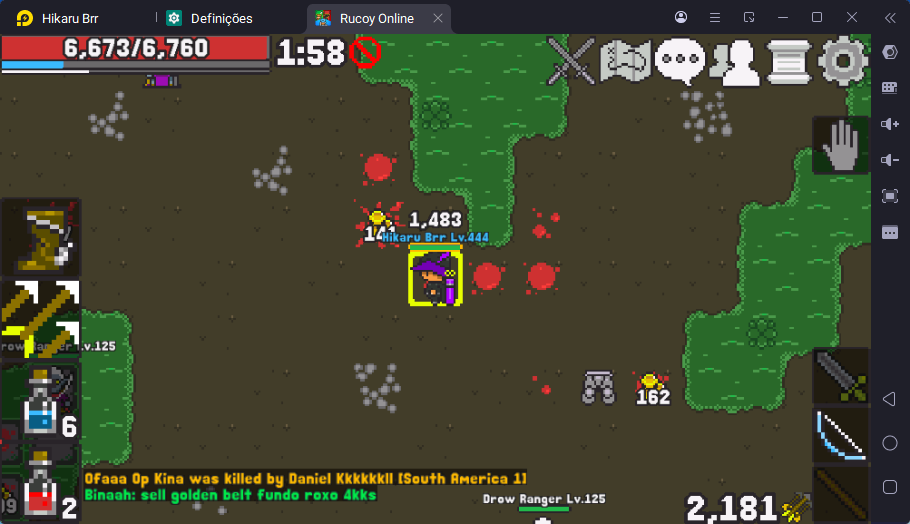 Hikaru Brr
Definições
Rucoy Online
6,673/6,760
1:58
1,483
141
Hikaru Brr Lv.444
Lv.125
162
6
Ofaaa Op Kina was killed by Daniel Kkkkkkll [South America 1]
Binaah: sell golden belt fundo roxo 4kks
2
Drow Ranger Lv.125
2,181